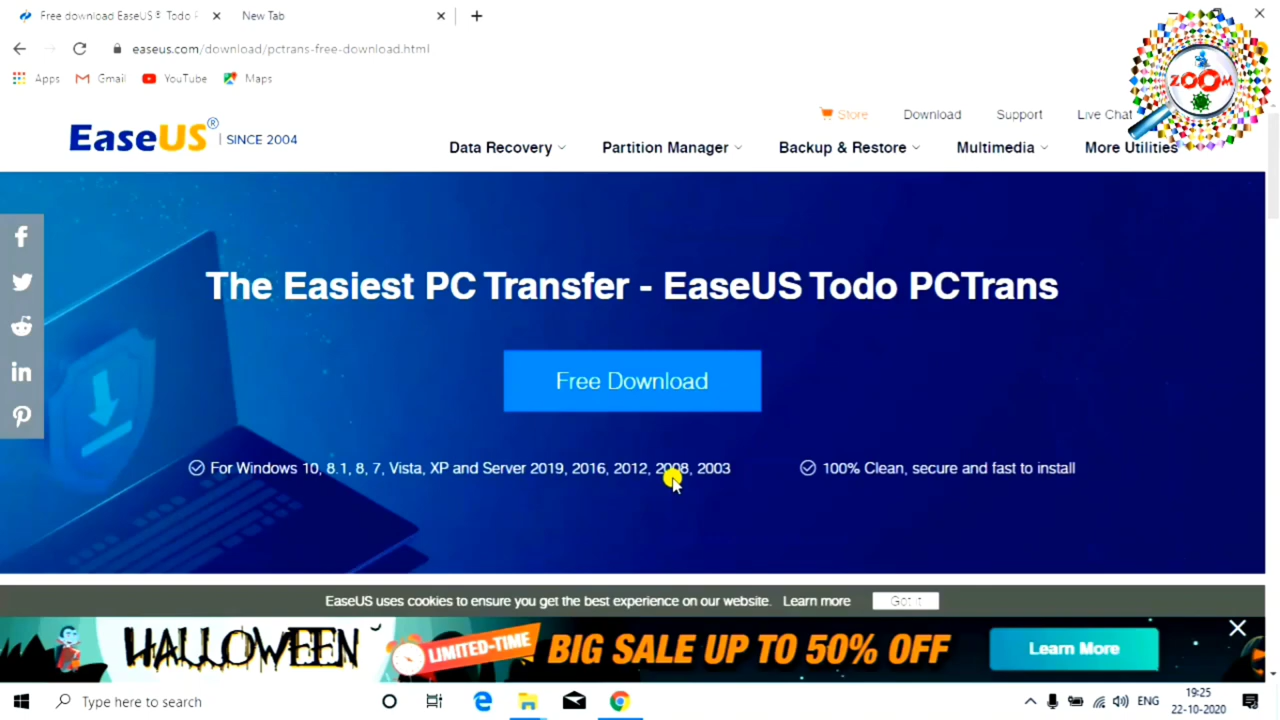 Free download EaseUS® Todo P
New Tab
easeus.com/download/pctrans-free-download.html
Apps
Gmail
YouTube
Maps
ZOOM
Store
Download
Support
Live Chat
EaseUS® | SINCE 2004
Data Recovery
Partition Manager
Backup & Restore
Multimedia
More Utilities
The Easiest PC Transfer - EaseUS Todo PCTrans
Free Download
For Windows 10, 8.1, 8, 7, Vista, XP and Server 2019, 2016, 2012, 2008, 2003
100% Clean, secure and fast to install
EaseUS uses cookies to ensure you get the best experience on our website. Learn more
Got it
HALLOWEEN
LIMITED-TIME
BIG SALE UP TO 50% OFF
Learn More
Type here to search
ENG
19:25
22-10-2020